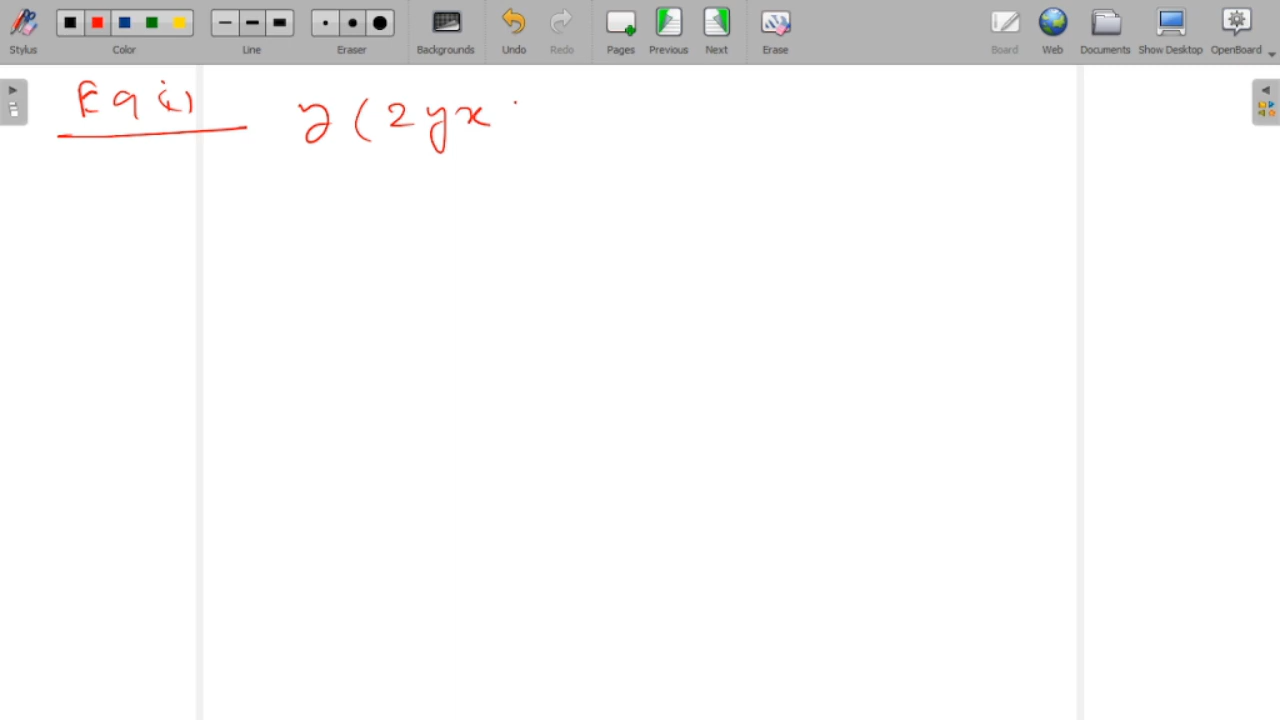 Stylus Color Line Eraser Backgrounds Undo Redo Pages Previous Next Erase Board Web Documents Show Desktop OpenBoard
Eq (i) y (2yx